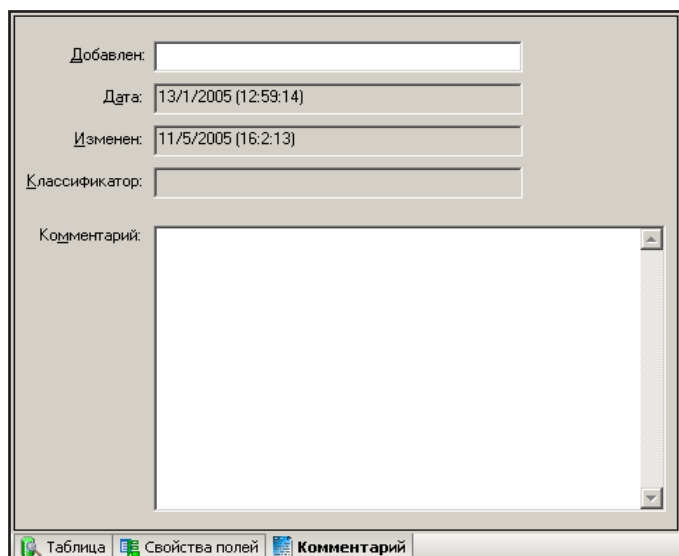 Добавлен:
Дата: 13/1/2005 (12:59:14)
Изменен: 11/5/2005 (16:2:13)
Классификатор:
Комментарий:
Таблица Свойства полей Комментарий